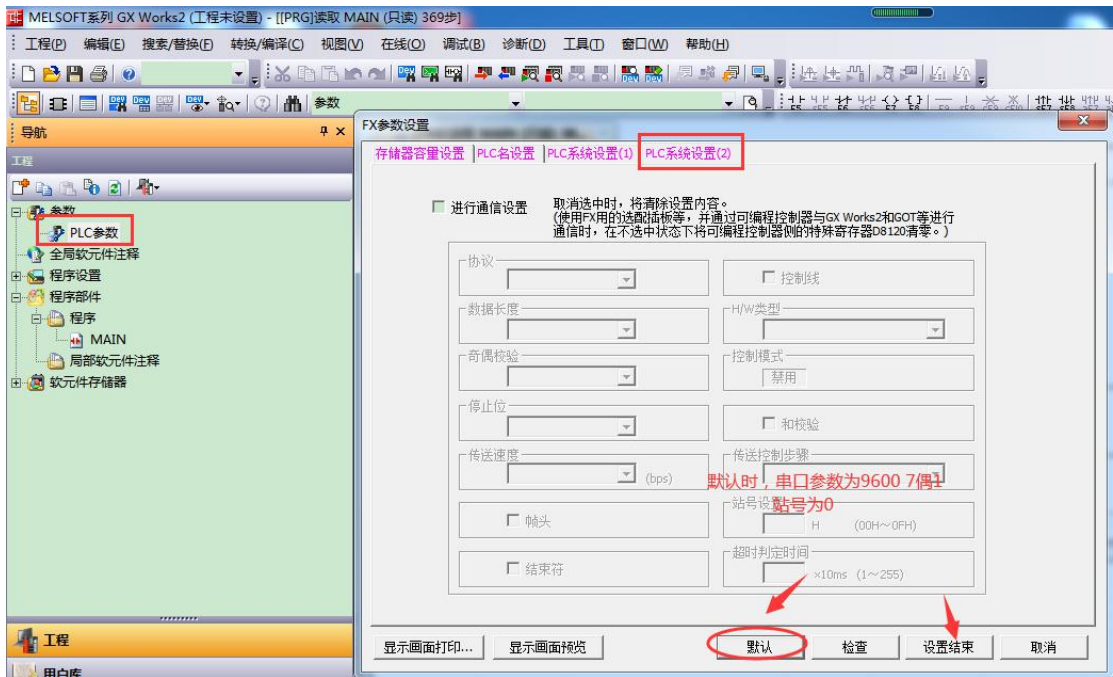 MELSOFT系列 GX Works2 (工程未设置) - [[PRG]读取 MAIN (只读) 369步]
工程(P) 编辑(E) 搜索/替换(F) 转换/编译(C) 视图(V) 在线(O) 调试(B) 诊断(D) 工具(T) 窗口(W) 帮助(H)
参数
导航
工程
参数
PLC参数
全局软元件注释
程序设置
程序部件
程序
MAIN
局部软元件注释
软元件存储器
工程
用户库
FX参数设置
存储器容量设置 PLC名设置 PLC系统设置(1) PLC系统设置(2)
进行通信设置
取消选中时，将清除设置内容。
(使用FX用的选配插板等，并通过可编程控制器与GX Works2和GOT等进行
通信时，在不选中状态下将可编程控制器侧的特殊寄存器D8120清零。)
协议
控制线
数据长度
H/W类型
奇偶校验
控制模式
禁用
停止位
和校验
传送速度
(bps)
传送控制步骤
默认时，串口参数为9600 7偶1
站号为0
站号设
H (00H～0FH)
帧头
超时判定时间
×10ms (1～255)
结束符
显示画面打印... 显示画面预览 默认 检查 设置结束 取消